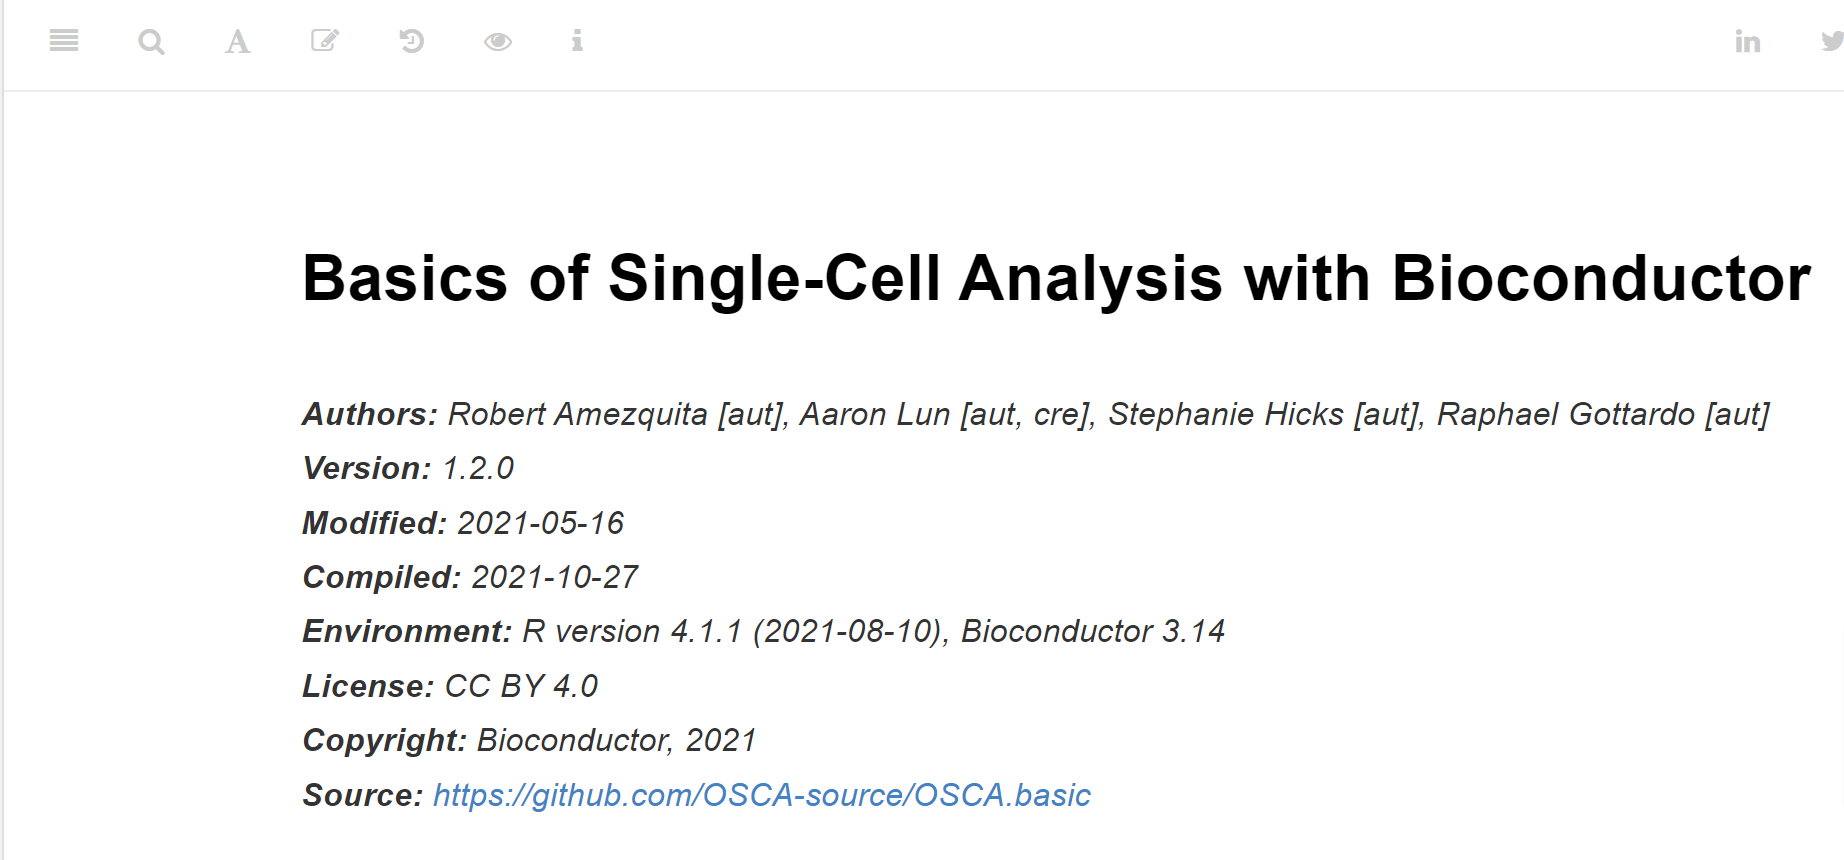 Basics of Single-Cell Analysis with Bioconductor
Authors: Robert Amezquita [aut], Aaron Lun [aut, cre], Stephanie Hicks [aut], Raphael Gottardo [aut]
Version: 1.2.0
Modified: 2021-05-16
Compiled: 2021-10-27
Environment: R version 4.1.1 (2021-08-10), Bioconductor 3.14
License: CC BY 4.0
Copyright: Bioconductor, 2021
Source: https://github.com/OSCA-source/OSCA.basic